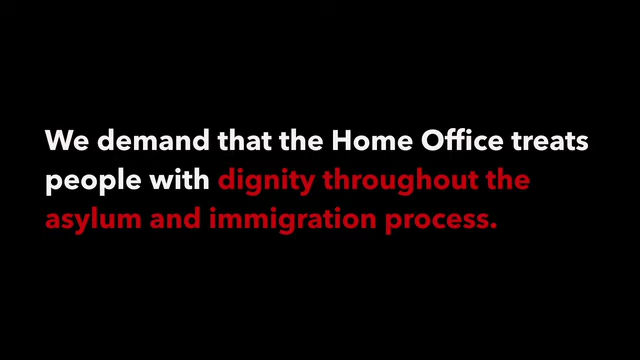 We demand that the Home Office treats
people with dignity throughout the
asylum and immigration process.